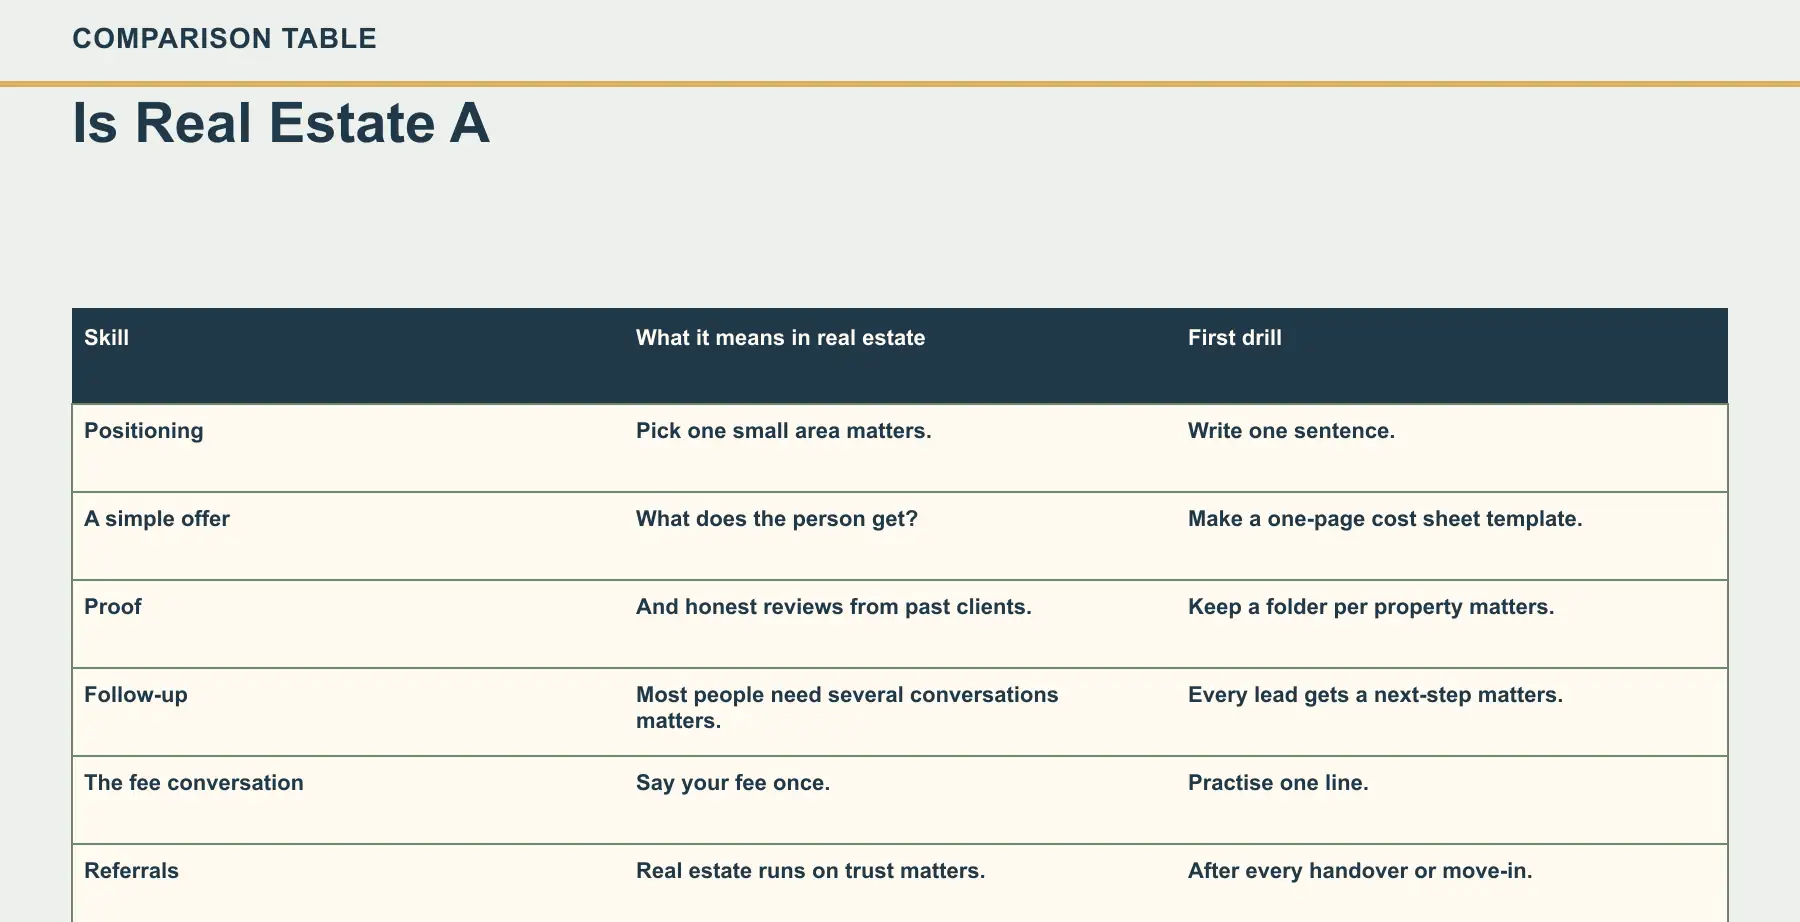 COMPARISON TABLE
Is Real Estate A
Skill What it means in real estate First drill
Positioning Pick one small area matters. Write one sentence.
A simple offer What does the person get? Make a one-page cost sheet template.
Proof And honest reviews from past clients. Keep a folder per property matters.
Follow-up Most people need several conversations Every lead gets a next-step matters.
matters.
The fee conversation Say your fee once. Practise one line.
Referrals Real estate runs on trust matters. After every handover or move-in.